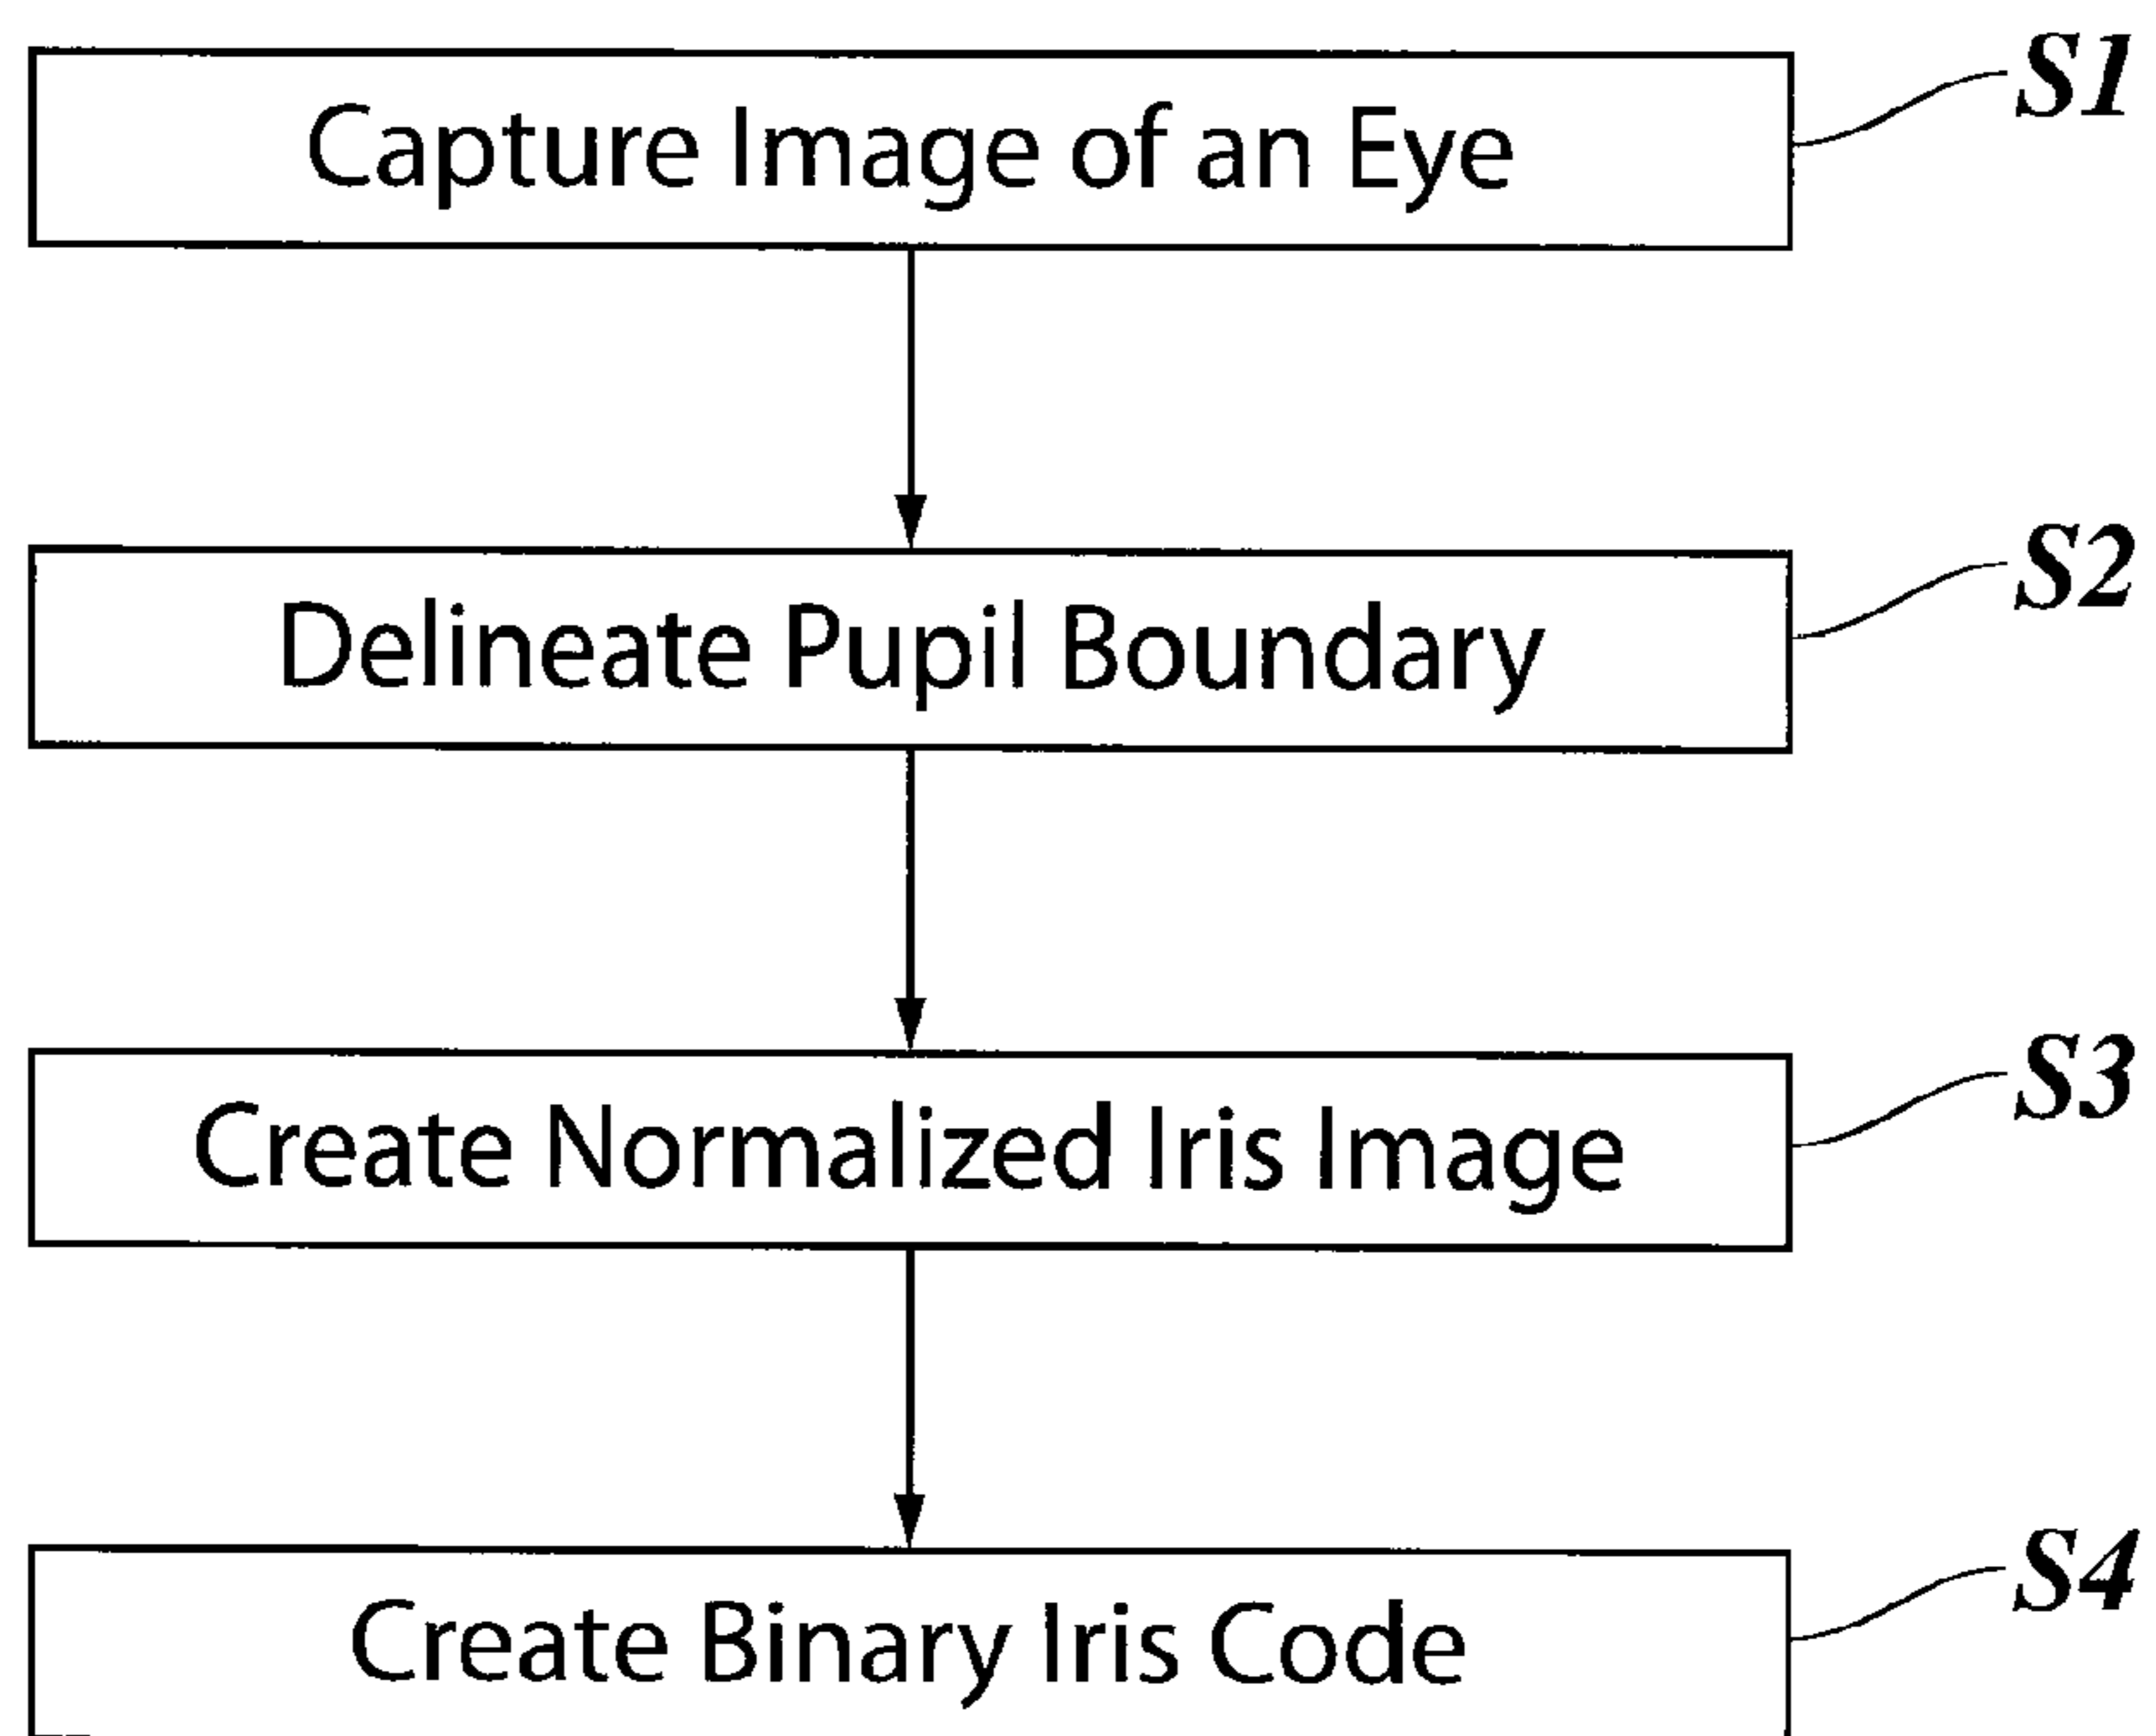 Capture Image of an Eye
S1
Delineate Pupil Boundary
S2
Create Normalized Iris Image
S3
Create Binary Iris Code
S4